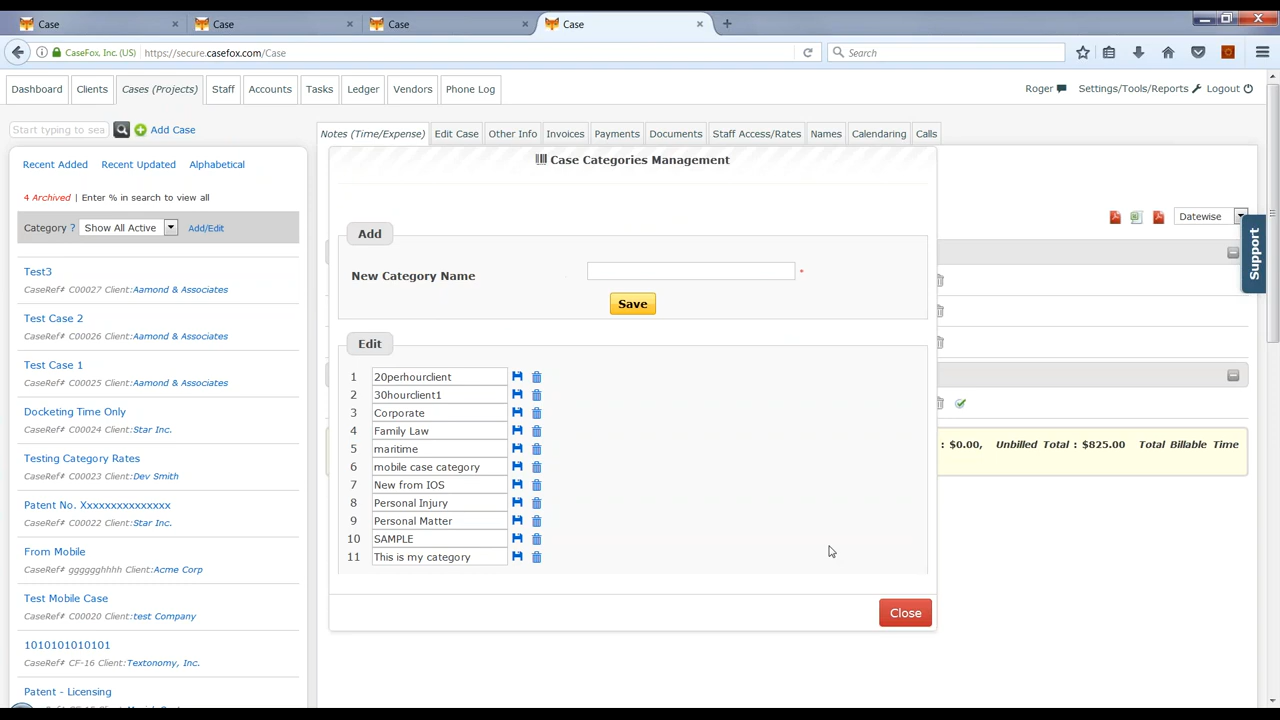 Case
Case
Case
Case
CaseFox, Inc. (US)
https://secure.casefox.com/Case
Search
Dashboard
Clients
Cases (Projects)
Staff
Accounts
Tasks
Ledger
Vendors
Phone Log
Roger
Settings/Tools/Reports
Logout
Start typing to sea
Add Case
Notes (Time/Expense)
Edit Case
Other Info
Invoices
Payments
Documents
Staff Access/Rates
Names
Calendaring
Calls
Recent Added
Recent Updated
Alphabetical
4 Archived | Enter % in search to view all
Category ?
Show All Active
Add/Edit
Test3
CaseRef# C00027 Client:Aamond & Associates
Test Case 2
CaseRef# C00026 Client:Aamond & Associates
Test Case 1
CaseRef# C00025 Client:Aamond & Associates
Docketing Time Only
CaseRef# C00024 Client:Star Inc.
Testing Category Rates
CaseRef# C00023 Client:Dev Smith
Patent No. Xxxxxxxxxxxxxx
CaseRef# C00022 Client:Star Inc.
From Mobile
CaseRef# gggggghhhh Client:Acme Corp
Test Mobile Case
CaseRef# C00020 Client:test Company
1010101010101
CaseRef# CF-16 Client:Textonomy, Inc.
Patent - Licensing
Case Categories Management
Add
New Category Name
*
Save
Edit
1 20perhourclient
2 30hourclient1
3 Corporate
4 Family Law
5 maritime
6 mobile case category
7 New from IOS
8 Personal Injury
9 Personal Matter
10 SAMPLE
11 This is my category
Close
Datewise
Support
: $0.00, Unbilled Total : $825.00 Total Billable Time